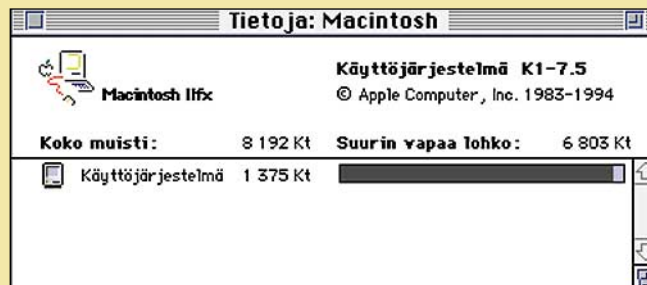 Tietoja: Macintosh
Macintosh IIfx
Käyttöjärjestelmä K1-7.5
© Apple Computer, Inc. 1983-1994
Koko muisti: 8 192 Kt Suurin vapaa lohko: 6 803 Kt
Käyttöjärjestelmä 1 375 Kt